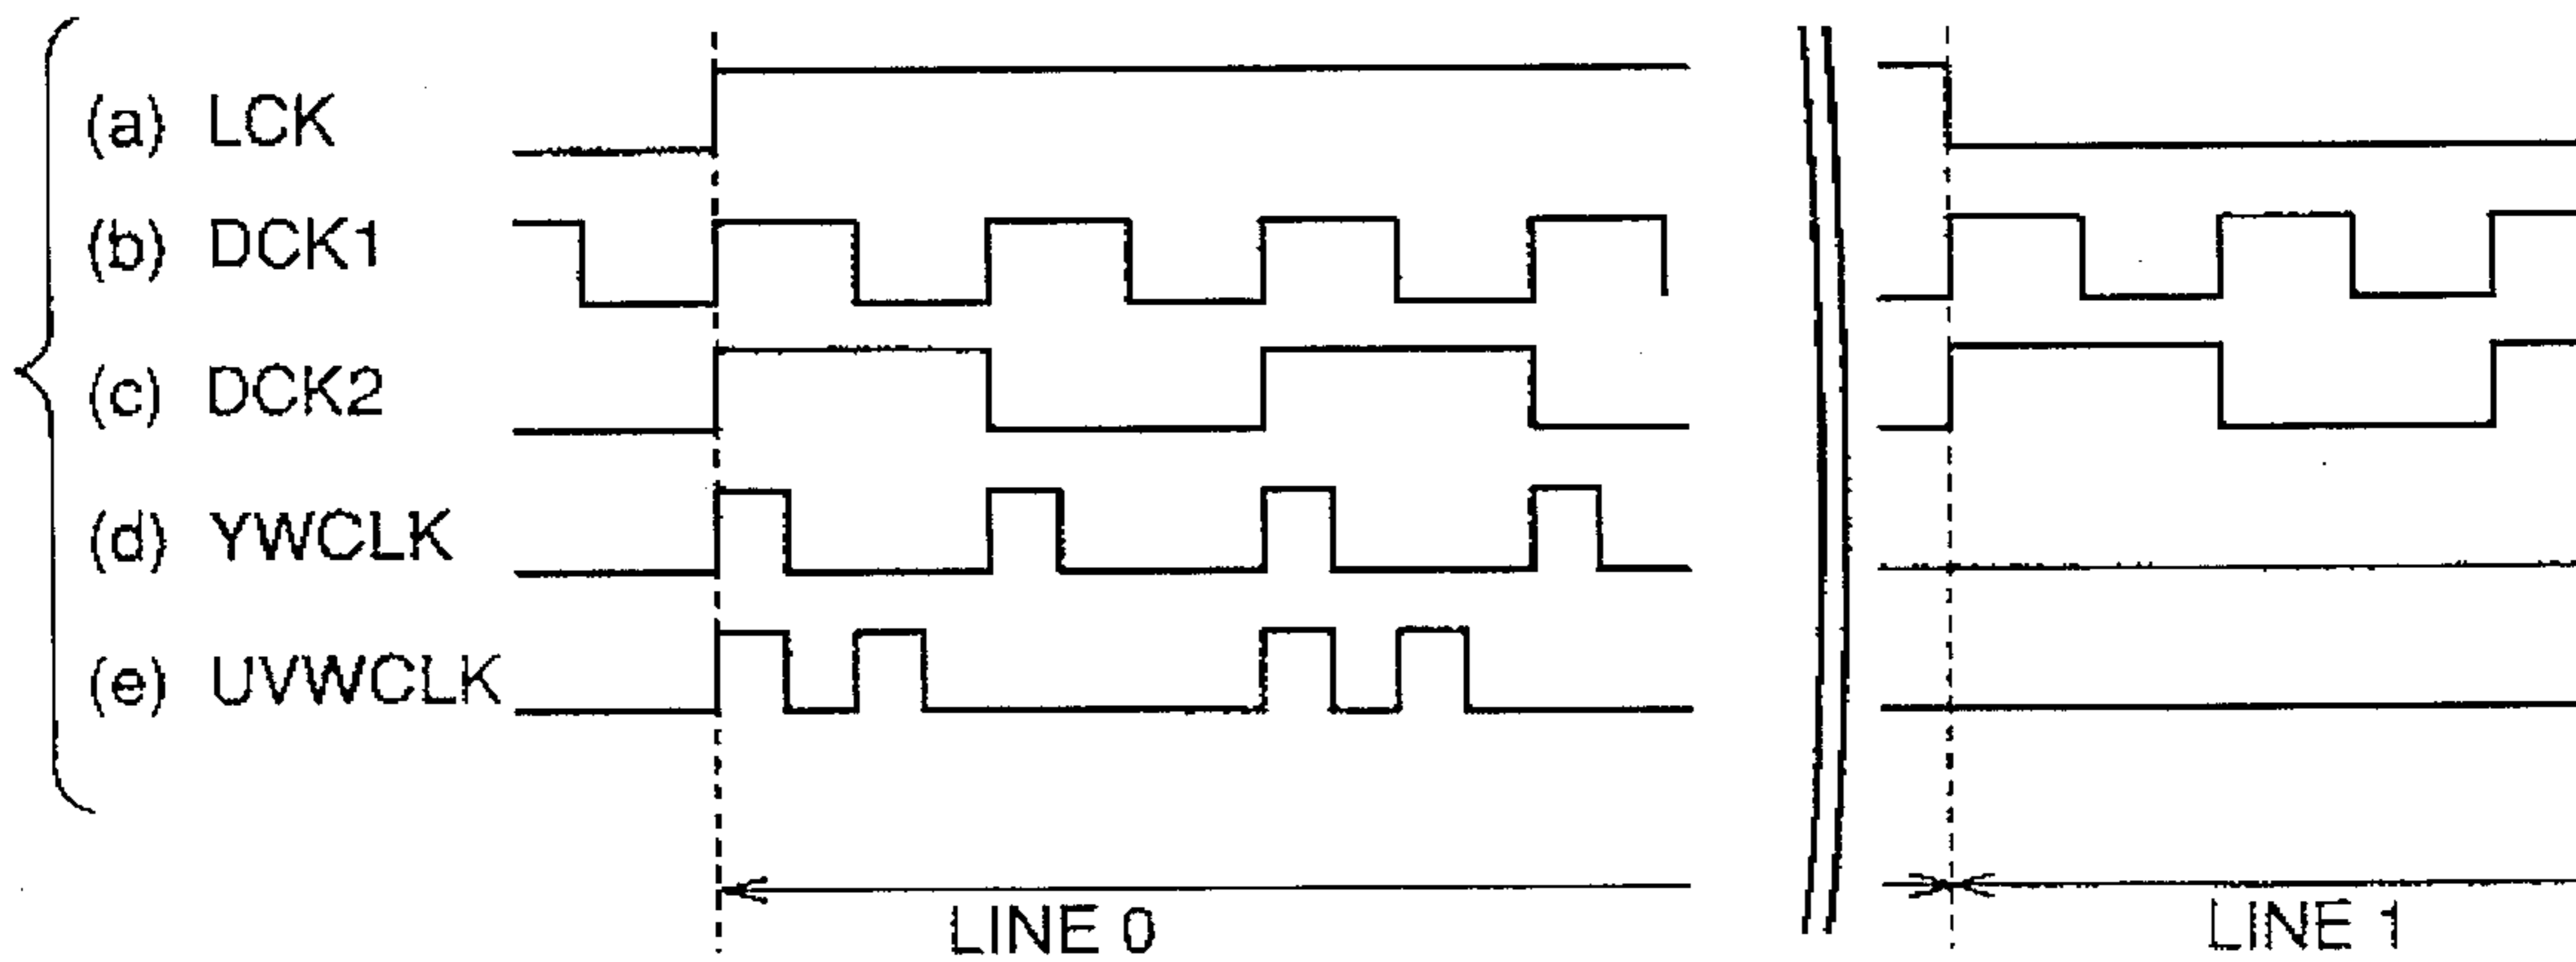 (a) LCK
(b) DCK1
(c) DCK2
(d) YWCLK
(e) UVWCLK
LINE 0
LINE 1